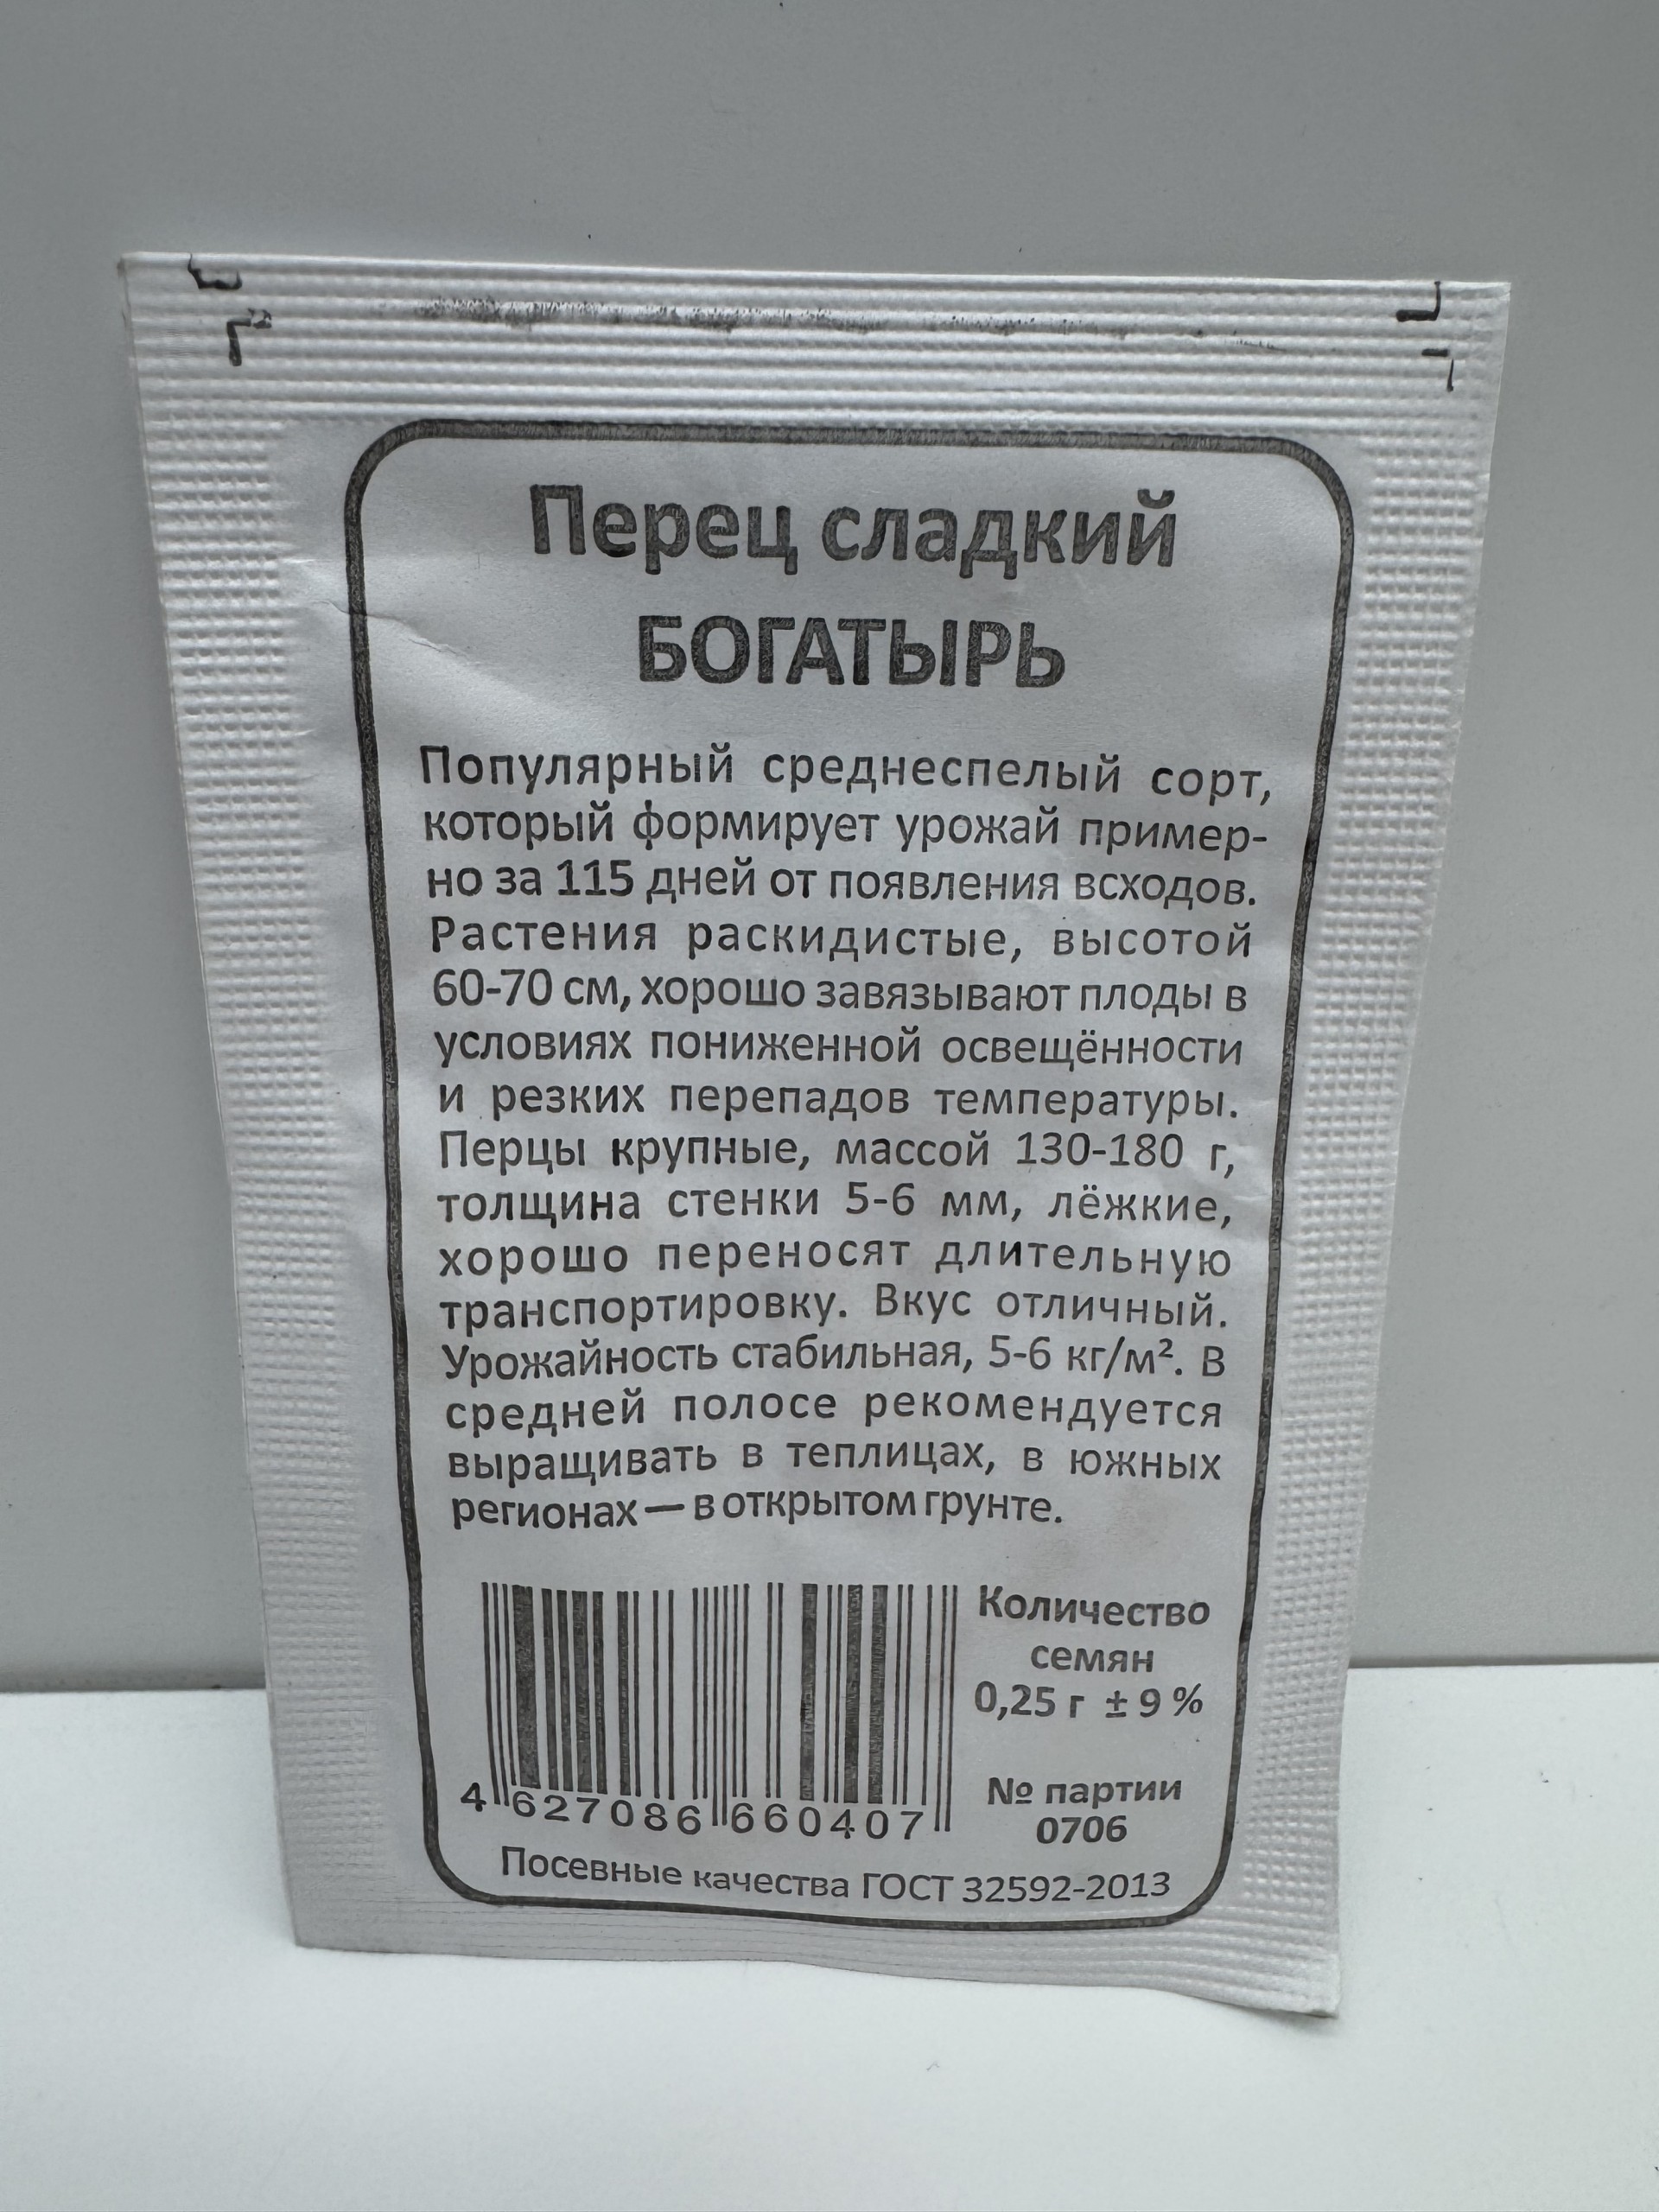 Перец сладкий
БОГАТЫРЬ
Популярный среднеспелый сорт,
который формирует урожай пример-
но за 115 дней от появления всходов.
Растения раскидистые, высотой
60-70 см, хорошо завязывают плоды в
условиях пониженной освещённости
и резких перепадов температуры.
Перцы крупные, массой 130-180 г,
толщина стенки 5-6 мм, лёжкие,
хорошо переносят длительную
транспортировку. Вкус отличный.
Урожайность стабильная, 5-6 кг/м². В
средней полосе рекомендуется
выращивать в теплицах, в южных
регионах — в открытом грунте.
Количество
семян
0,25 г ± 9 %
№ партии
0706
4 627086 660407
Посевные качества ГОСТ 32592-2013